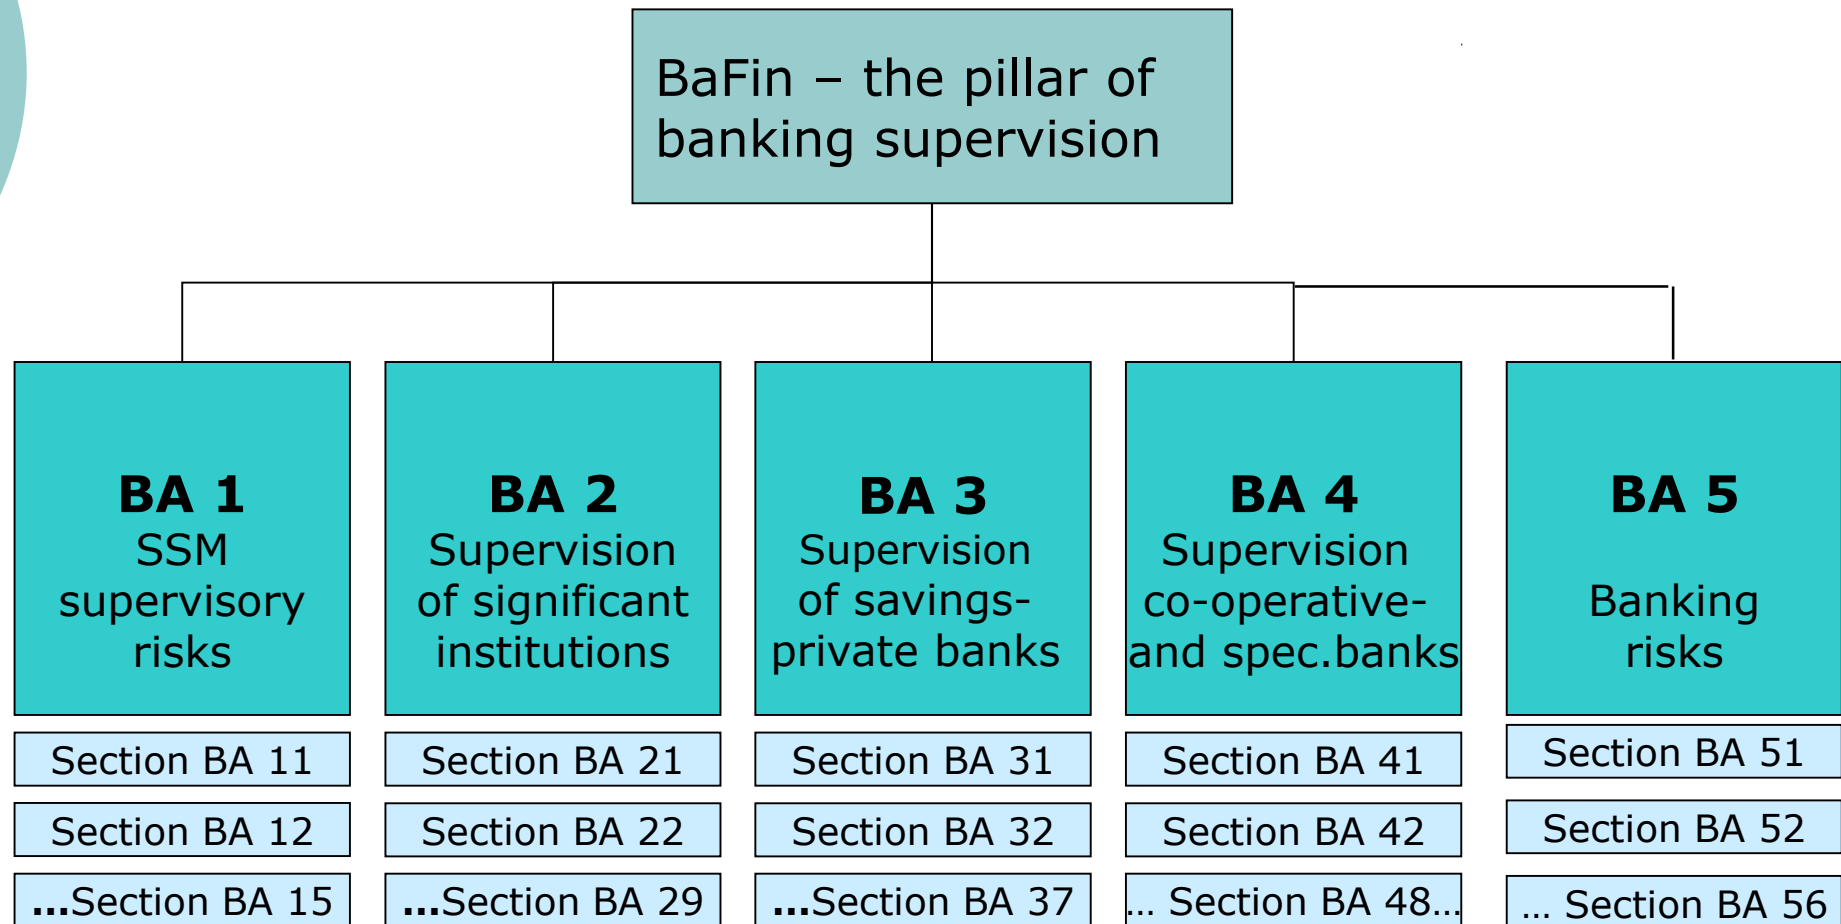 BaFin – the pillar of
banking supervision
BA 1
SSM
supervisory
risks
BA 2
Supervision
of significant
institutions
BA 3
Supervision
of savings-
private banks
BA 4
Supervision
co-operative-
and spec.banks
BA 5
Banking
risks
Section BA 11
Section BA 21
Section BA 31
Section BA 41
Section BA 51
Section BA 12
Section BA 22
Section BA 32
Section BA 42
Section BA 52
...Section BA 15
...Section BA 29
...Section BA 37
... Section BA 48...
... Section BA 56